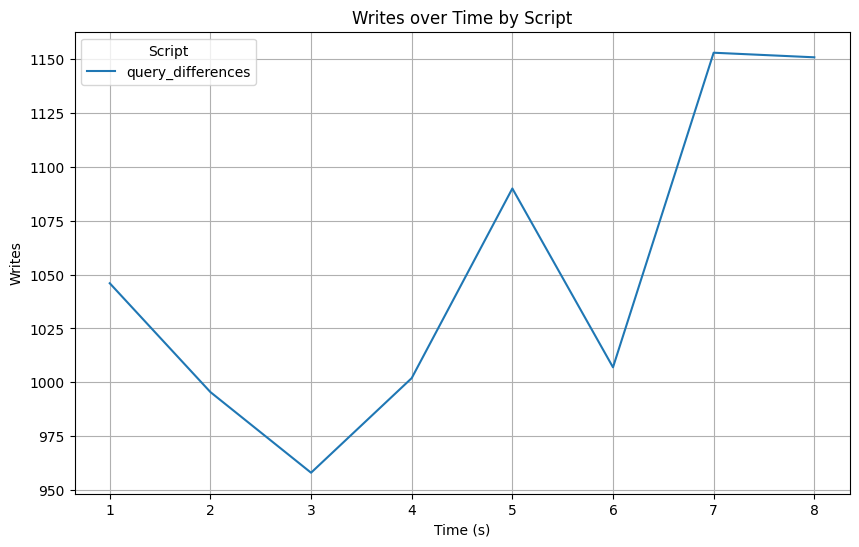 Writes over Time by Script
Script
query_differences
Writes
1150
1125
1100
1075
1050
1025
1000
975
950
1 2 3 4 5 6 7 8
Time (s)